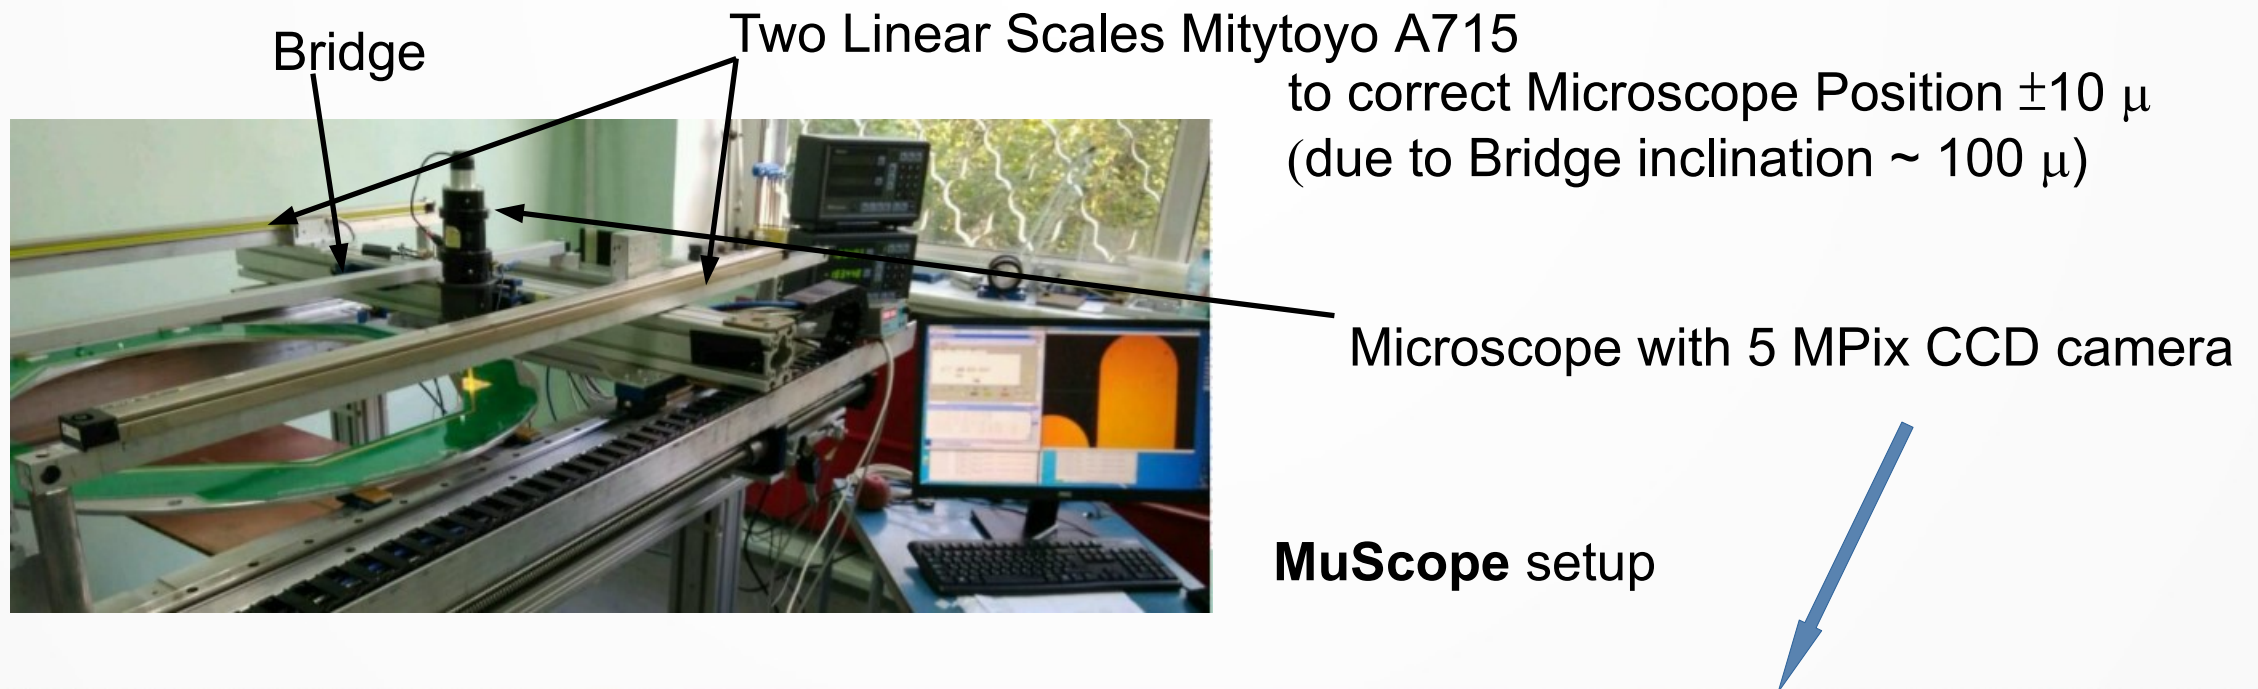 Bridge
Two Linear Scales Mitytoyo A715
to correct Microscope Position ±10 μ
(due to Bridge inclination ~ 100 μ)
Microscope with 5 MPix CCD camera
MuScope setup